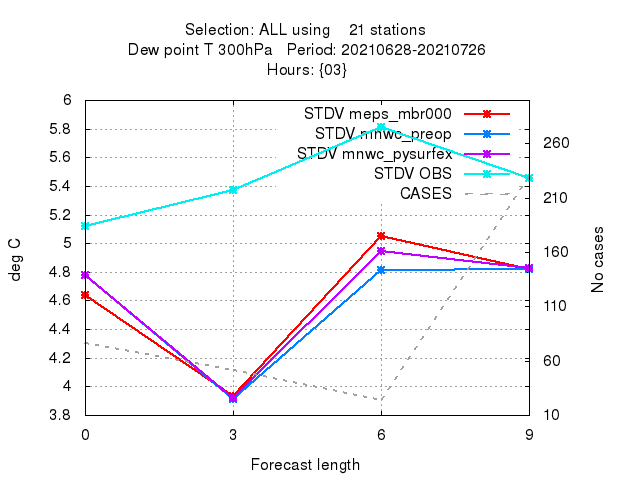 Selection: ALL using 21 stations
Dew point T 300hPa Period: 20210628-20210726
Hours: {03}
STDV meps_mbr000
STDV mnwc_preop
STDV mnwc_pysurfex
STDV OBS
CASES
6
5.8
5.6
5.4
5.2
5
4.8
4.6
4.4
4.2
4
3.8
deg C
260
210
160
110
60
10
No cases
0 3 6 9
Forecast length